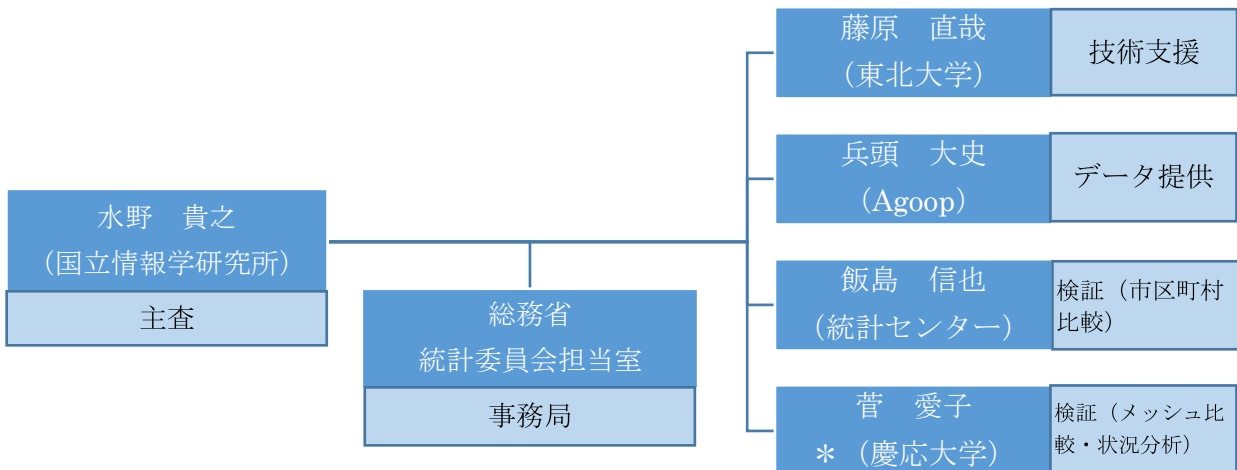 水野　貴之
（国立情報学研究所）
主査
総務省
統計委員会担当室
事務局
藤原　直哉
（東北大学）
技術支援
兵頭　大史
（Agoop）
データ提供
飯島　信也
（統計センター）
検証（市区町村
比較）
菅　愛子
＊（慶応大学）
検証（メッシュ比
較・状況分析）